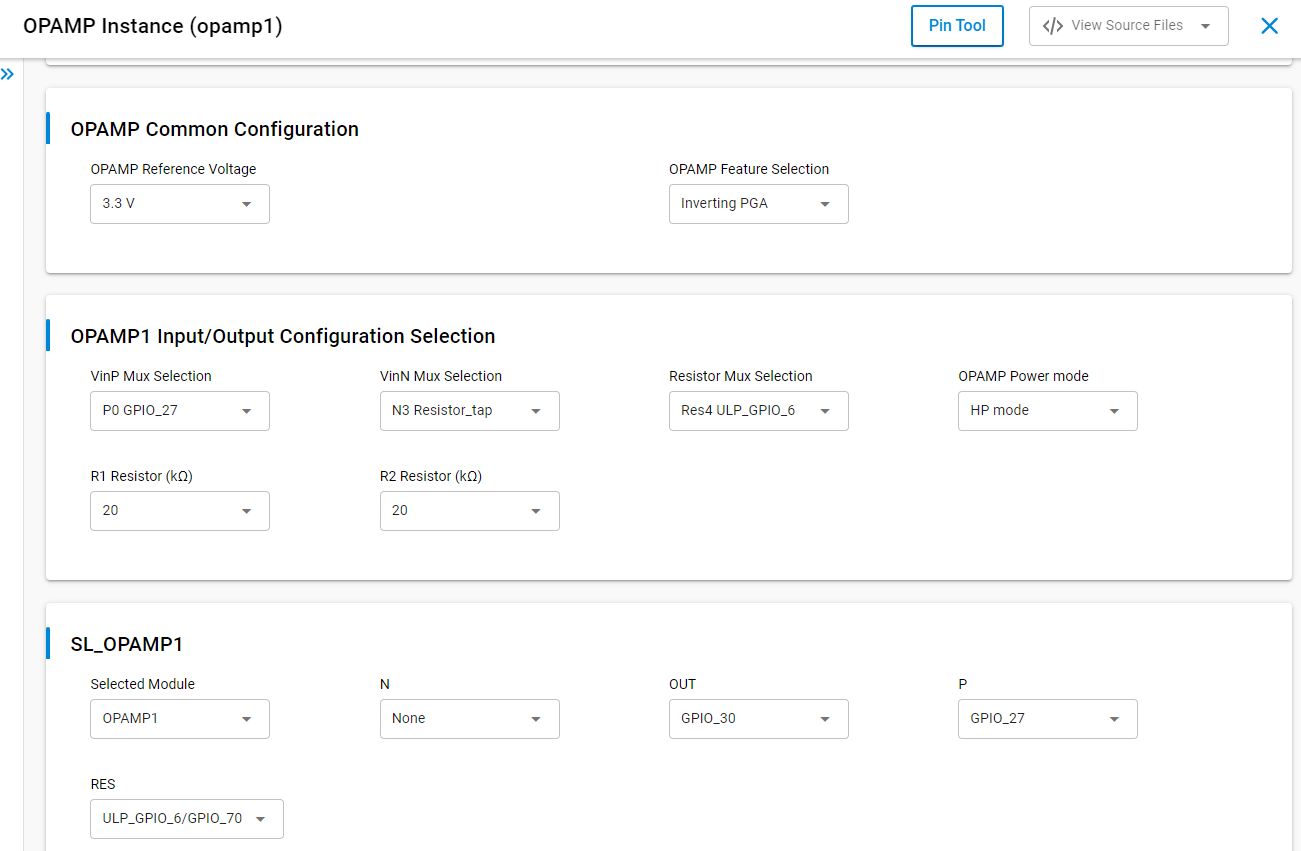 OPAMP Instance (opamp1)
Pin Tool
</> View Source Files
OPAMP Common Configuration
OPAMP Reference Voltage
OPAMP Feature Selection
3.3 V
Inverting PGA
OPAMP1 Input/Output Configuration Selection
VinP Mux Selection
VinN Mux Selection
Resistor Mux Selection
OPAMP Power mode
P0 GPIO_27
N3 Resistor_tap
Res4 ULP_GPIO_6
HP mode
R1 Resistor (kΩ)
R2 Resistor (kΩ)
20
20
SL_OPAMP1
Selected Module
N
OUT
P
OPAMP1
None
GPIO_30
GPIO_27
RES
ULP_GPIO_6/GPIO_70